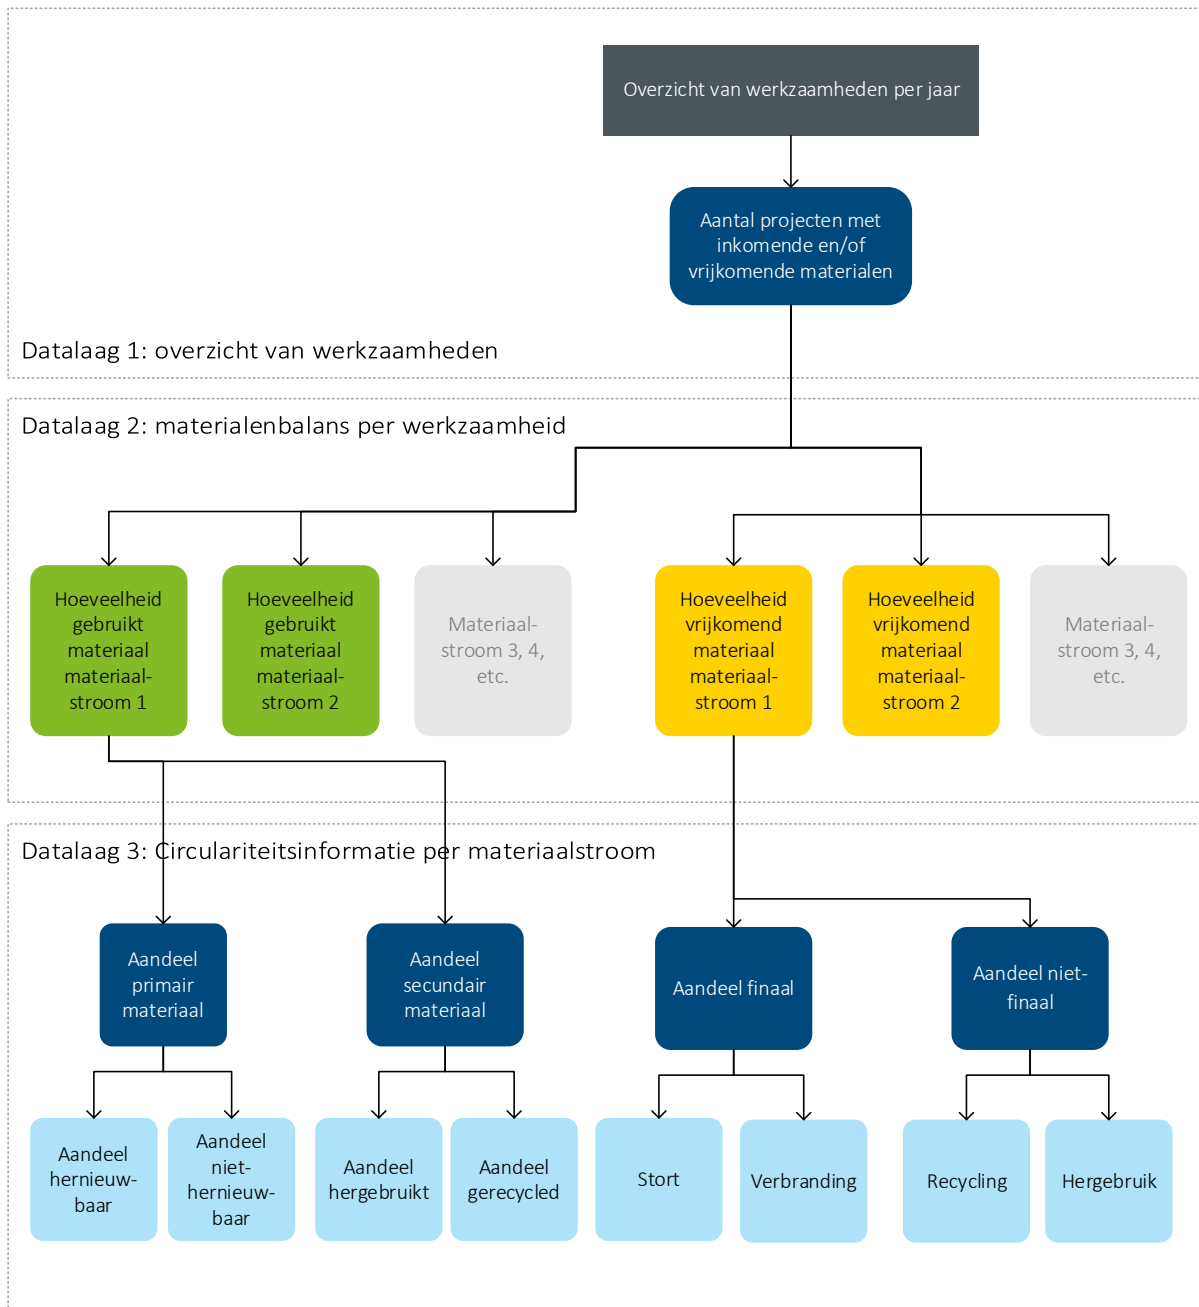 Overzicht van werkzaamheden per jaar
Aantal projecten met
inkomende en/of
vrijkomende materialen
Datalaag 1: overzicht van werkzaamheden
Datalaag 2: materialenbalans per werkzaamheid
Hoeveelheid
gebruikt
materiaal
materiaal-
stroom 1
Hoeveelheid
gebruikt
materiaal
materiaal-
stroom 2
Materiaal-
stroom 3, 4,
etc.
Hoeveelheid
vrijkomend
materiaal
materiaal-
stroom 1
Hoeveelheid
vrijkomend
materiaal
materiaal-
stroom 2
Materiaal-
stroom 3, 4,
etc.
Datalaag 3: Circulariteitsinformatie per materiaalstroom
Aandeel
primair
materiaal
Aandeel
secundair
materiaal
Aandeel finaal
Aandeel niet-
finaal
Aandeel
hernieuw-
baar
Aandeel
niet-
hernieuw-
baar
Aandeel
hergebruikt
Aandeel
gerecycled
Stort
Verbranding
Recycling
Hergebruik